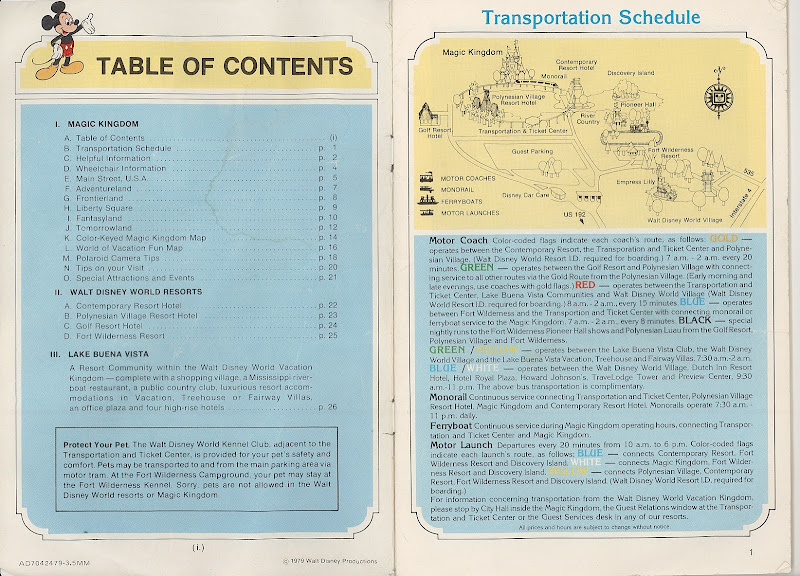 TABLE OF CONTENTS
I. MAGIC KINGDOM
A. Table of Contents (i)
B. Transportation Schedule p. 1
C. Helpful Information p. 2
D. Wheelchair Information p. 4
E. Main Street, U.S.A. p. 5
F. Adventureland p. 7
G. Frontierland p. 8
H. Liberty Square p. 9
I. Fantasyland p. 10
J. Tomorrowland p. 12
K. Color-Keyed Magic Kingdom Map p. 14
L. World of Vacation Fun Map p. 16
M. Polaroid Camera Tips p. 18
N. Tips on your Visit p. 20
O. Special Attractions and Events p. 21
II. WALT DISNEY WORLD RESORTS
A. Contemporary Resort Hotel p. 22
B. Polynesian Village Resort Hotel p. 23
C. Golf Resort Hotel p. 24
D. Fort Wilderness Resort p. 25
III. LAKE BUENA VISTA
A Resort Community within the Walt Disney World Vacation
Kingdom — complete with a shopping village, a Mississippi river-
boat restaurant, a public country club, luxurious resort accom-
modations in Vacation, Treehouse or Fairway Villas,
an office plaza and four high-rise hotels p. 26
Protect Your Pet. The Walt Disney World Kennel Club, adjacent to the
Transportation and Ticket Center, is provided for your pet's safety and
comfort. Pets may be transported to and from the main parking area via
motor tram. At the Fort Wilderness Campground, your pet may stay at
the Fort Wilderness Kennel. Sorry, pets are not allowed in the Walt
Disney World resorts or Magic Kingdom.
(i.)
AD7042479-3.5MM
© 1979 Walt Disney Productions
Transportation Schedule
Magic Kingdom
Contemporary
Resort Hotel
Monorail
Discovery Island
Polynesian Village
Resort Hotel
Pioneer Hall
River
Country
Golf Resort
Hotel
Transportation & Ticket Center
Fort Wilderness
Resort
Guest Parking
Empress Lilly
535
Interstate 4
MOTOR COACHES
MONORAIL
FERRYBOATS
MOTOR LAUNCHES
Disney Car Care
US 192
Walt Disney World Village
Motor Coach Color-coded flags indicate each coach's route, as follows: GOLD —
operates between the Contemporary Resort, the Transporation and Ticket Center and Polyne-
sian Village. (Walt Disney World Resort I.D. required for boarding.) 7 a.m. - 2 a.m. every 20
minutes. GREEN — operates between the Golf Resort and Polynesian Village with connect-
ing service to all other routes via the Gold Route from the Polynesian Village. (Early morning and
late evenings, use coaches with gold flags.) RED — operates between the Transportation and
Ticket Center, Lake Buena Vista Communities and Walt Disney World Village (Walt Disney
World Resort I.D. required for boarding.) 8 a.m. - 2 a.m., every 15 minutes. BLUE — operates
between Fort Wilderness and the Transportion and Ticket Center with connecting monorail or
ferryboat service to the Magic Kingdom. 7 a.m. - 2 a.m. every 8 minutes. BLACK — special
nightly runs to the Fort Wilderness Pioneer Hall shows and Polynesian Luau from the Golf Resort,
Polynesian Village and Fort Wilderness.
GREEN / YELLOW — operates between the Lake Buena Vista Club, the Walt Disney
World Village and the Lake Buena Vista Vacation, Treehouse and Fairway Villas. 7:30 a.m.-2 a.m.
BLUE / WHITE — operates between the Walt Disney World Village, Dutch Inn Resort
Hotel, Hotel Royal Plaza, Howard Johnson's, TraveLodge Tower and Preview Center. 9:30
a.m.-11 p.m. The above bus transportation is complimentary.
Monorail Continuous service connecting Transportation and Ticket Center, Polynesian Village
Resort Hotel, Magic Kingdom and Contemporary Resort Hotel. Monorails operate 7:30 a.m. -
11 p.m. daily.
Ferryboat Continuous service during Magic Kingdom operating hours, connecting Transpor-
tation and Ticket Center and Magic Kingdom.
Motor Launch Departures every 20 minutes from 10 a.m. to 6 p.m. Color-coded flags
indicate each launch's route, as follows; BLUE — connects Contemporary Resort, Fort
Wilderness Resort and Discovery Island. WHITE — connects Magic Kingdom, Fort Wilder-
ness Resort and Discovery Island. YELLOW — connects Polynesian Village, Contemporary
Resort, Fort Wilderness Resort and Discovery Island. (Walt Disney World Resort I.D. required for
boarding.)
For information concerning transportation from the Walt Disney World Vacation Kingdom,
please stop by City Hall inside the Magic Kingdom, the Guest Relations window at the Transpor-
tation and Ticket Center or the Guest Services desk in any of our resorts.
All prices and hours are subject to change without notice.
1